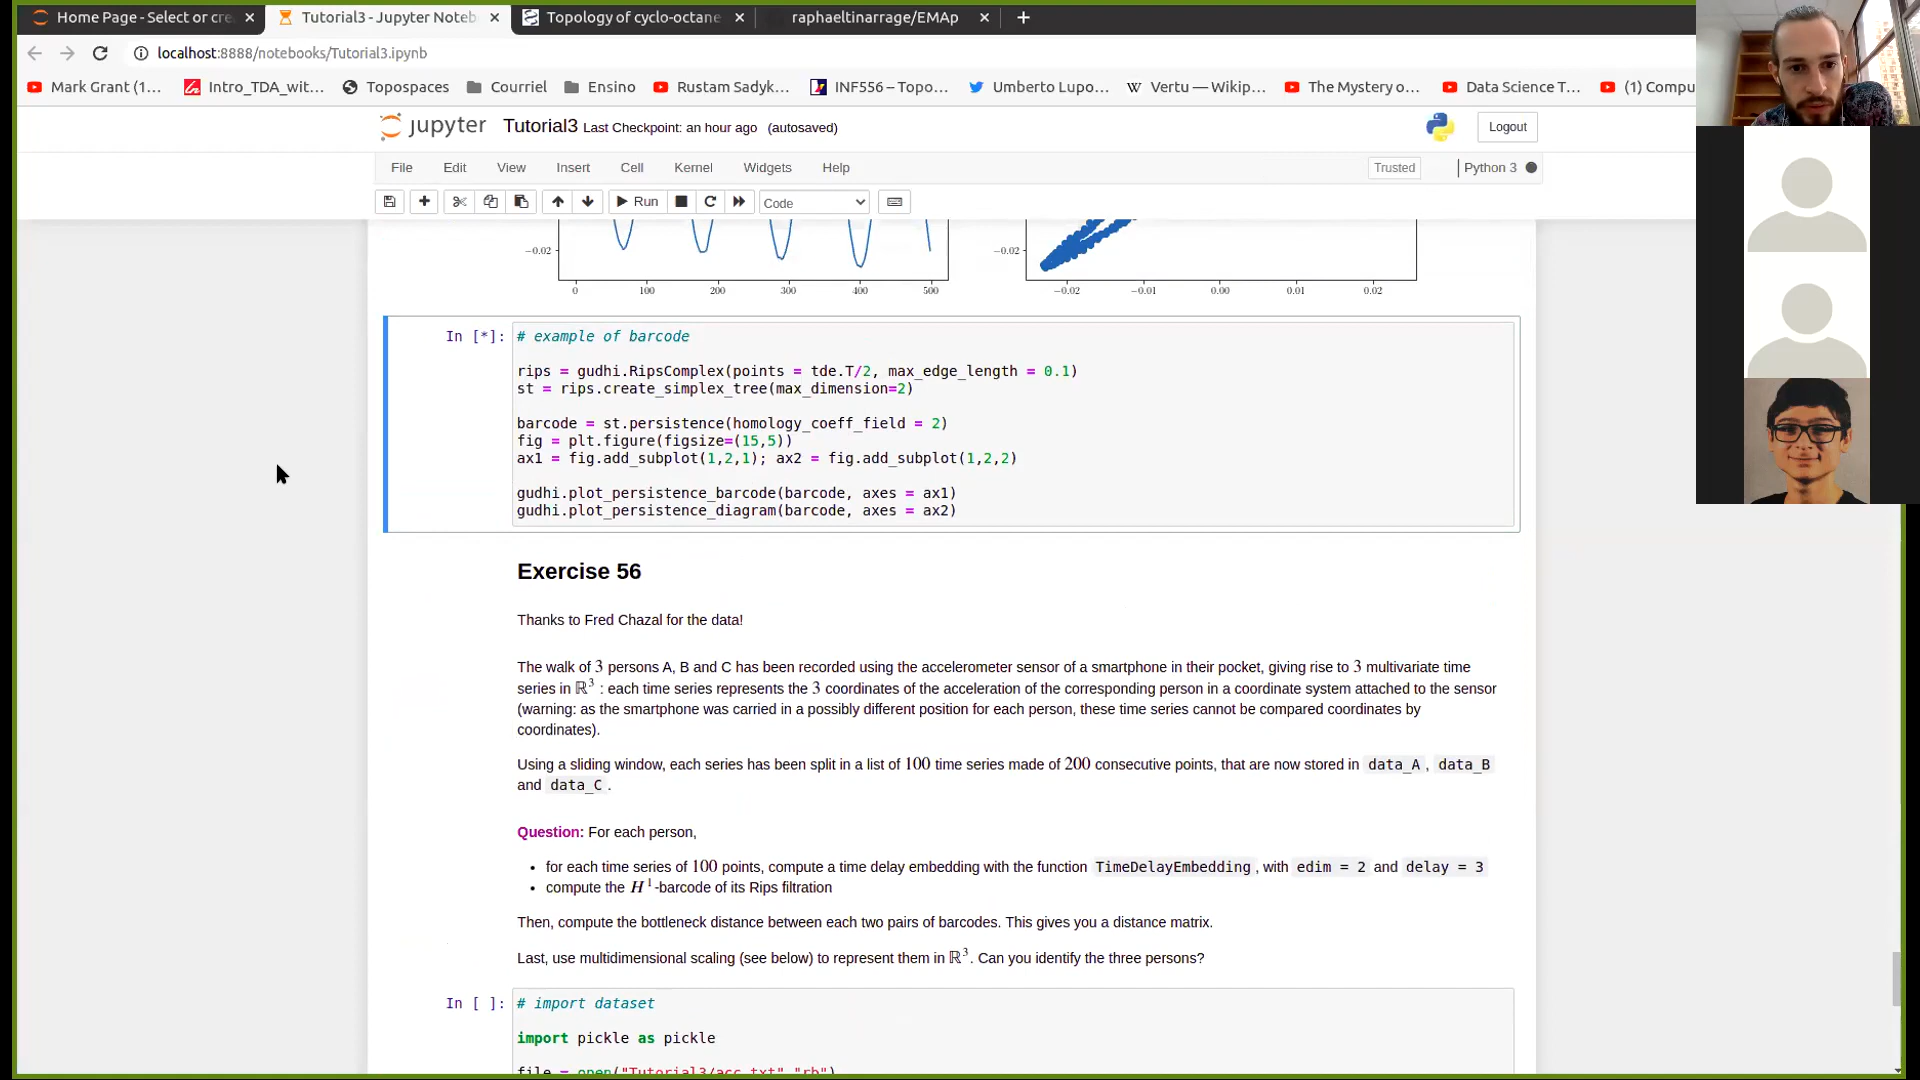 Home Page - Select or cre
Tutorial3 - Jupyter Noteb
Topology of cyclo-octane
raphaeltinarrage/EMAp
localhost:8888/notebooks/Tutorial3.ipynb
Mark Grant (1...
Intro_TDA_wit...
Topospaces
Courriel
Ensino
Rustam Sadyk...
INF556 – Topo...
Umberto Lupo...
Vertu — Wikip...
The Mystery o...
Data Science T...
(1) Compu
jupyter Tutorial3 Last Checkpoint: an hour ago (autosaved)
Logout
File Edit View Insert Cell Kernel Widgets Help
Trusted
Python 3
Run
Code
−0.02
−0.02
0 100 200 300 400 500
−0.02 −0.01 0.00 0.01 0.02
In [*]: # example of barcode
rips = gudhi.RipsComplex(points = tde.T/2, max_edge_length = 0.1)
st = rips.create_simplex_tree(max_dimension=2)
barcode = st.persistence(homology_coeff_field = 2)
fig = plt.figure(figsize=(15,5))
ax1 = fig.add_subplot(1,2,1); ax2 = fig.add_subplot(1,2,2)
gudhi.plot_persistence_barcode(barcode, axes = ax1)
gudhi.plot_persistence_diagram(barcode, axes = ax2)
Exercise 56
Thanks to Fred Chazal for the data!
The walk of 3 persons A, B and C has been recorded using the accelerometer sensor of a smartphone in their pocket, giving rise to 3 multivariate time
series in ℝ³ : each time series represents the 3 coordinates of the acceleration of the corresponding person in a coordinate system attached to the sensor
(warning: as the smartphone was carried in a possibly different position for each person, these time series cannot be compared coordinates by
coordinates).
Using a sliding window, each series has been split in a list of 100 time series made of 200 consecutive points, that are now stored in data_A , data_B
and data_C .
Question: For each person,
• for each time series of 100 points, compute a time delay embedding with the function TimeDelayEmbedding , with edim = 2 and delay = 3
• compute the H¹-barcode of its Rips filtration
Then, compute the bottleneck distance between each two pairs of barcodes. This gives you a distance matrix.
Last, use multidimensional scaling (see below) to represent them in ℝ³. Can you identify the three persons?
In [ ]: # import dataset
import pickle as pickle
file = open("Tutorial3/acc.txt","rb")